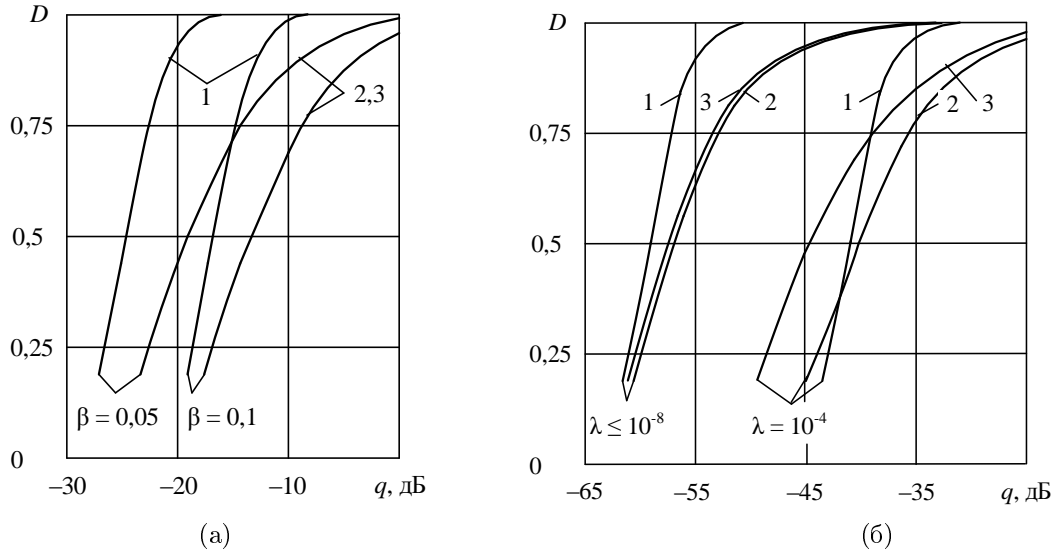 D
1
0,75
2,3
0,5
0,25
β = 0,05
β = 0,1
0
–30
–20
–10
q, дБ
(а)
D
1
1
3
2
1
2
3
0,75
0,5
0,25
λ ≤ 10⁻⁸
λ = 10⁻⁴
0
–65
–55
–45
–35
q, дБ
(б)